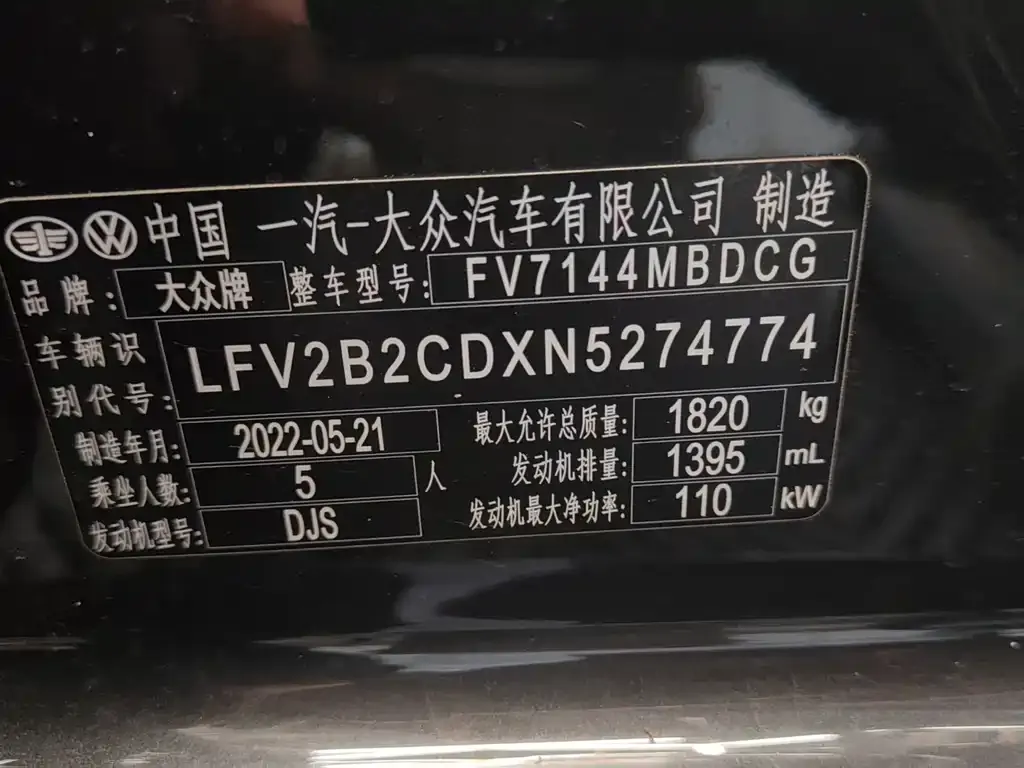 中国 一汽-大众汽车有限公司 制造
品牌: 大众牌 整车型号: FV7144MBDCG
车辆识别代号: LFV2B2CDXN5274774
制造年月: 2022-05-21 最大允许总质量: 1820 kg
乘坐人数: 5 人 发动机排量: 1395 mL
发动机型号: DJS 发动机最大净功率: 110 kW